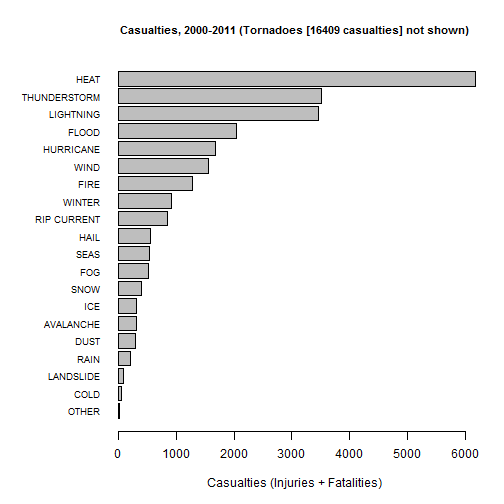 Casualties, 2000-2011 (Tornadoes [16409 casualties] not shown)
HEAT
THUNDERSTORM
LIGHTNING
FLOOD
HURRICANE
WIND
FIRE
WINTER
RIP CURRENT
HAIL
SEAS
FOG
SNOW
ICE
AVALANCHE
DUST
RAIN
LANDSLIDE
COLD
OTHER
0 1000 2000 3000 4000 5000 6000
Casualties (Injuries + Fatalities)